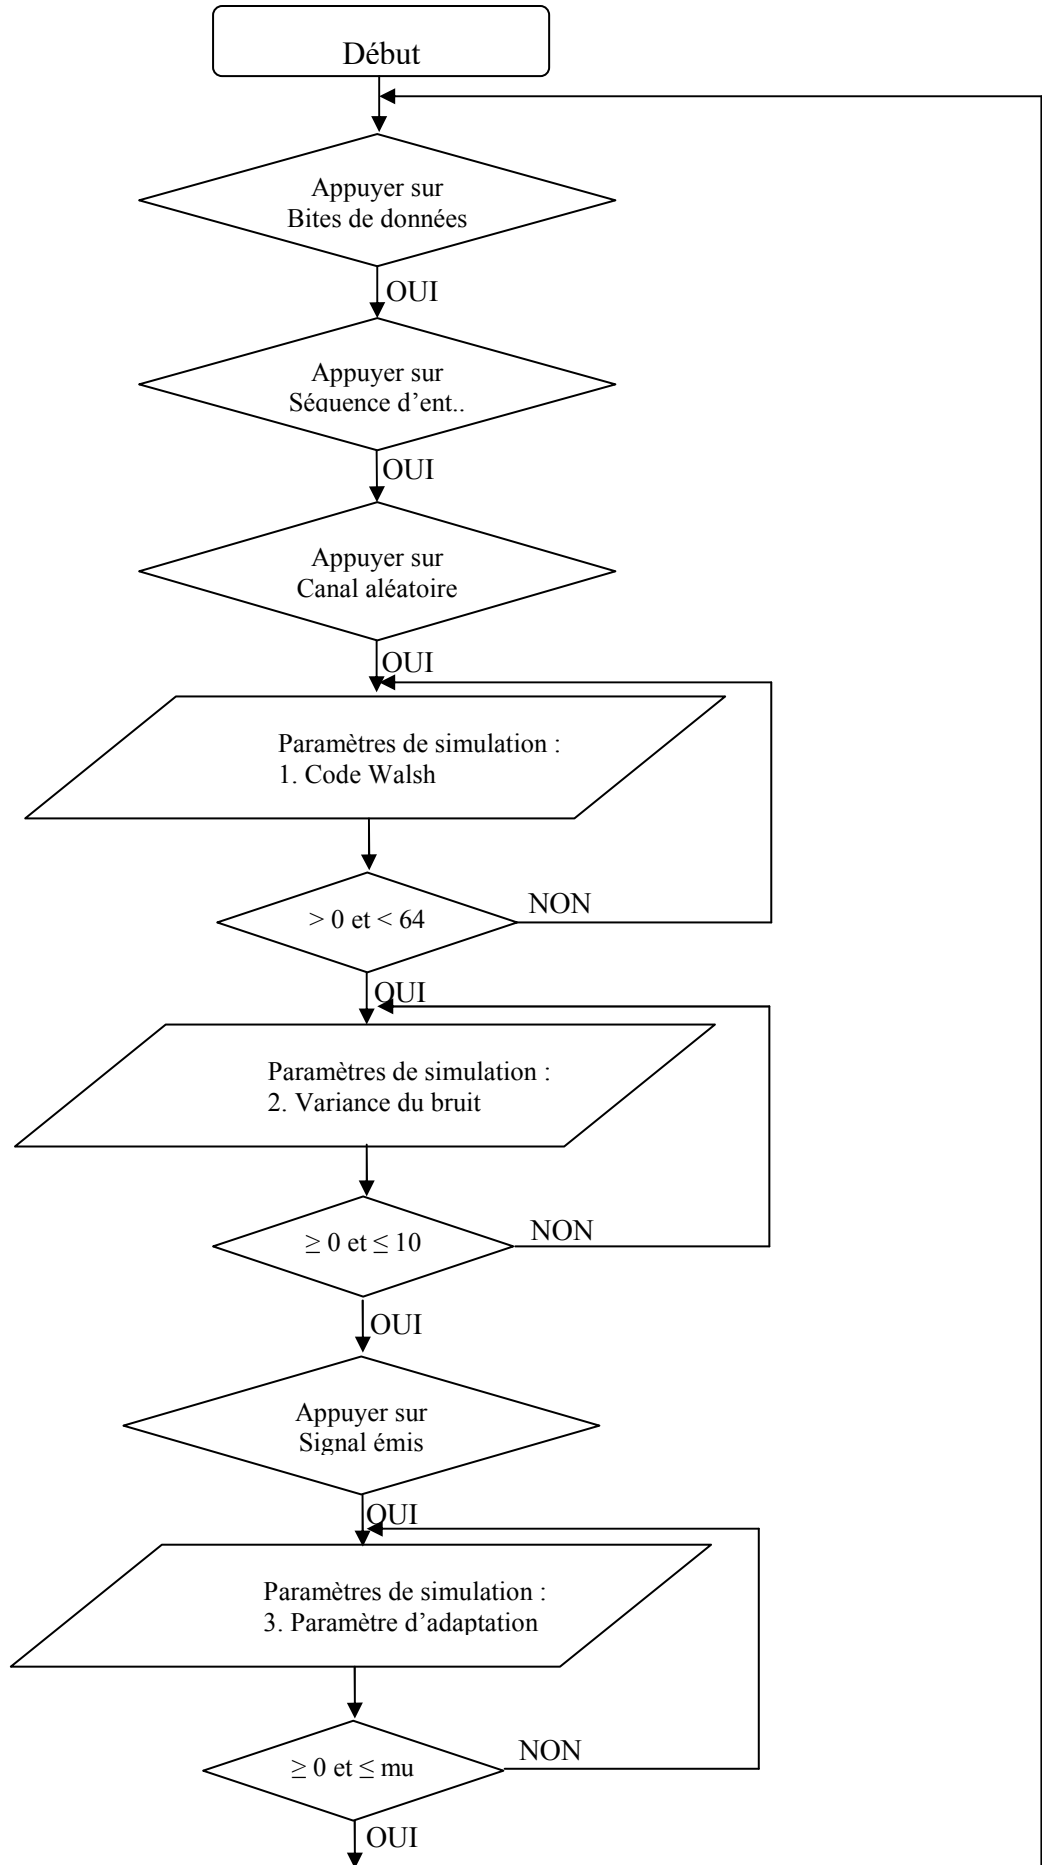 Début
Appuyer sur
Bites de données
OUI
Appuyer sur
Séquence d’ent..
OUI
Appuyer sur
Canal aléatoire
OUI
Paramètres de simulation :
1. Code Walsh
> 0 et < 64
NON
OUI
Paramètres de simulation :
2. Variance du bruit
≥ 0 et ≤ 10
NON
OUI
Appuyer sur
Signal émis
OUI
Paramètres de simulation :
3. Paramètre d’adaptation
≥ 0 et ≤ mu
NON
OUI